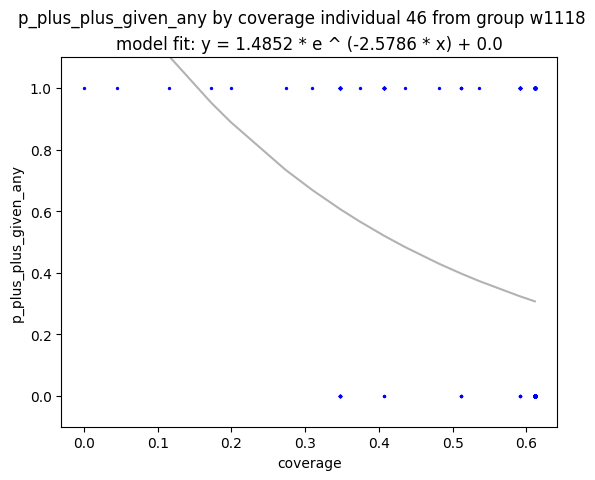 p_plus_plus_given_any by coverage individual 46 from group w1118
model fit: y = 1.4852 * e ^ (-2.5786 * x) + 0.0
1.0
0.8
0.6
0.4
0.2
0.0
p_plus_plus_given_any
0.0 0.1 0.2 0.3 0.4 0.5 0.6
coverage